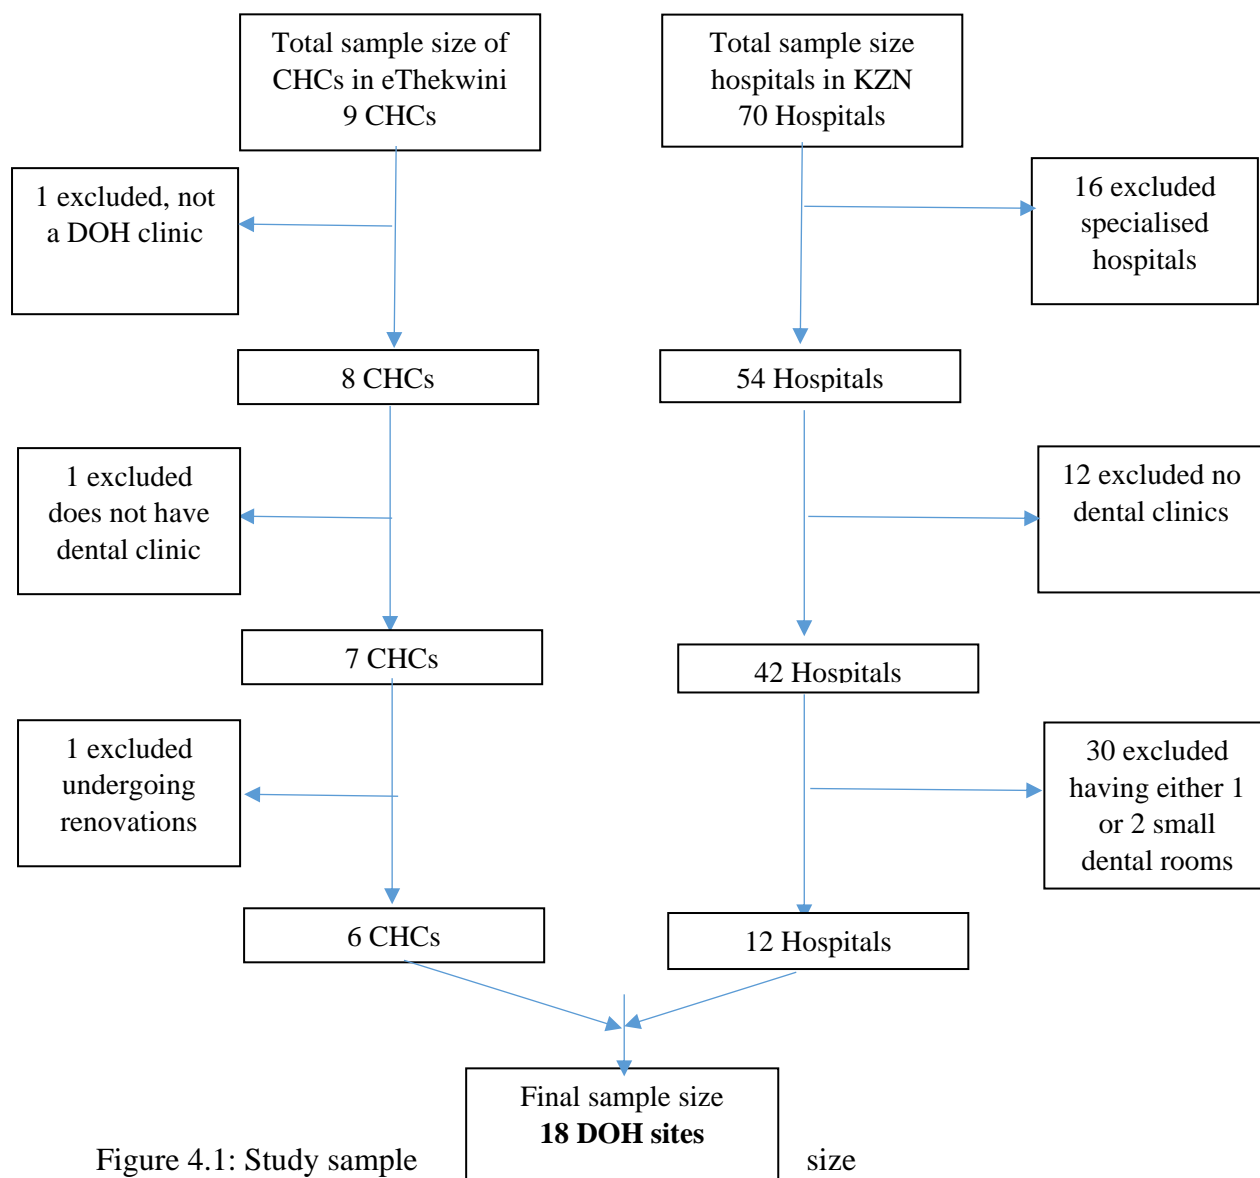 Total sample size of
CHCs in eThekwini
9 CHCs
Total sample size
hospitals in KZN
70 Hospitals
1 excluded, not
a DOH clinic
16 excluded
specialised
hospitals
8 CHCs
54 Hospitals
1 excluded
does not have
dental clinic
12 excluded no
dental clinics
7 CHCs
42 Hospitals
1 excluded
undergoing
renovations
30 excluded
having either 1
or 2 small
dental rooms
6 CHCs
12 Hospitals
Final sample size
18 DOH sites
Figure 4.1: Study sample size